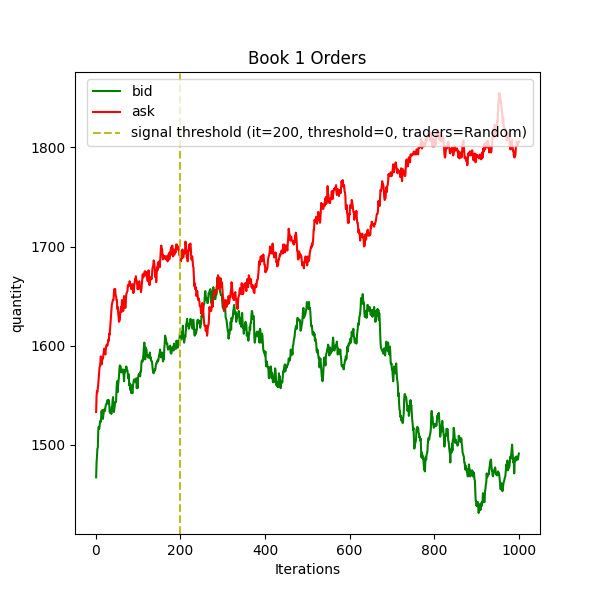 Book 1 Orders
bid
ask
signal threshold (it=200, threshold=0, traders=Random)
quantity
1800
1700
1600
1500
0 200 400 600 800 1000
Iterations